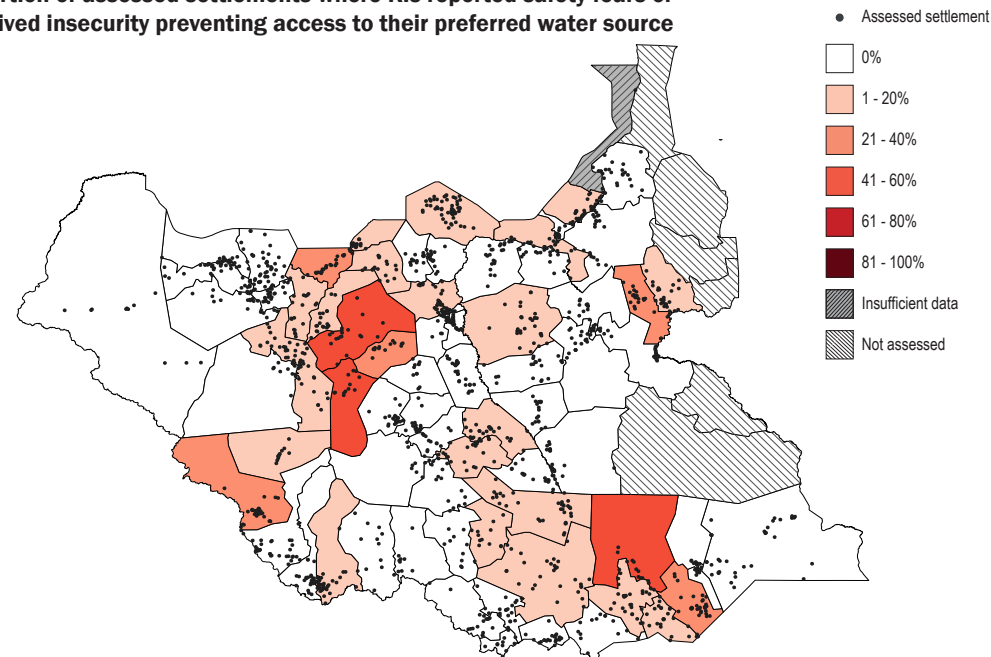 ived insecurity preventing access to their preferred water source
Assessed settlement
0%
1 - 20%
21 - 40%
41 - 60%
61 - 80%
81 - 100%
Insufficient data
Not assessed